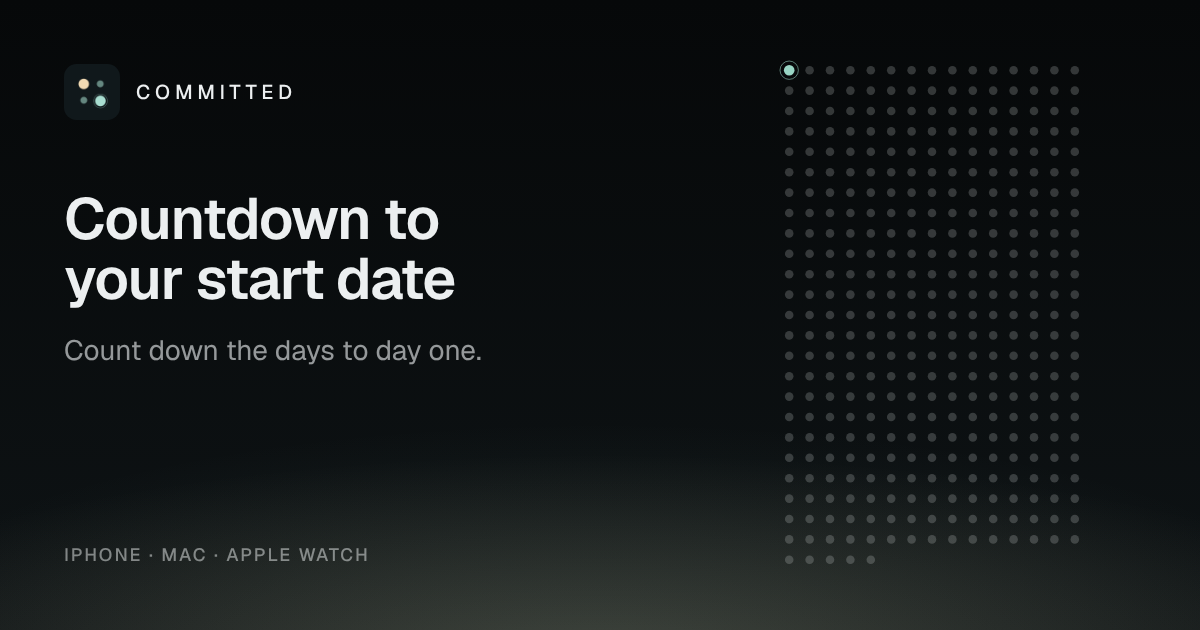 COMMITTED
Countdown to
your start date
Count down the days to day one.
IPHONE · MAC · APPLE WATCH